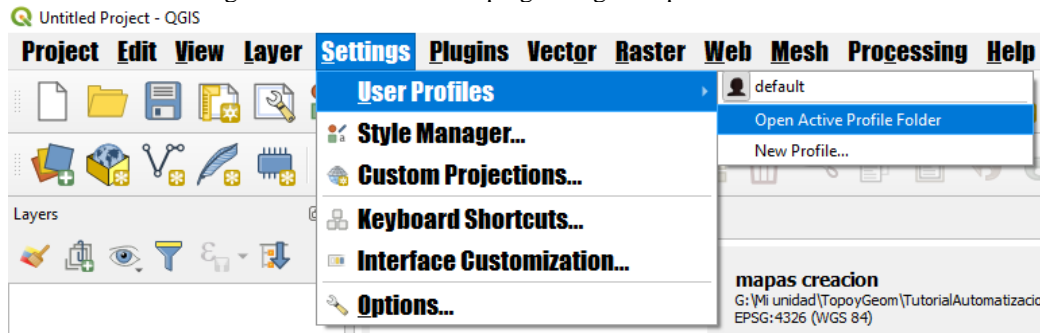 Untitled Project - QGIS
Project Edit View Layer Settings Plugins Vector Raster Web Mesh Processing Help
User Profiles
default
Open Active Profile Folder
New Profile...
Style Manager...
Custom Projections...
Keyboard Shortcuts...
Interface Customization...
Options...
Layers
mapas creacion
G:\Mi unidad\TopoyGeom\TutorialAutomatizacio
EPSG:4326 (WGS 84)